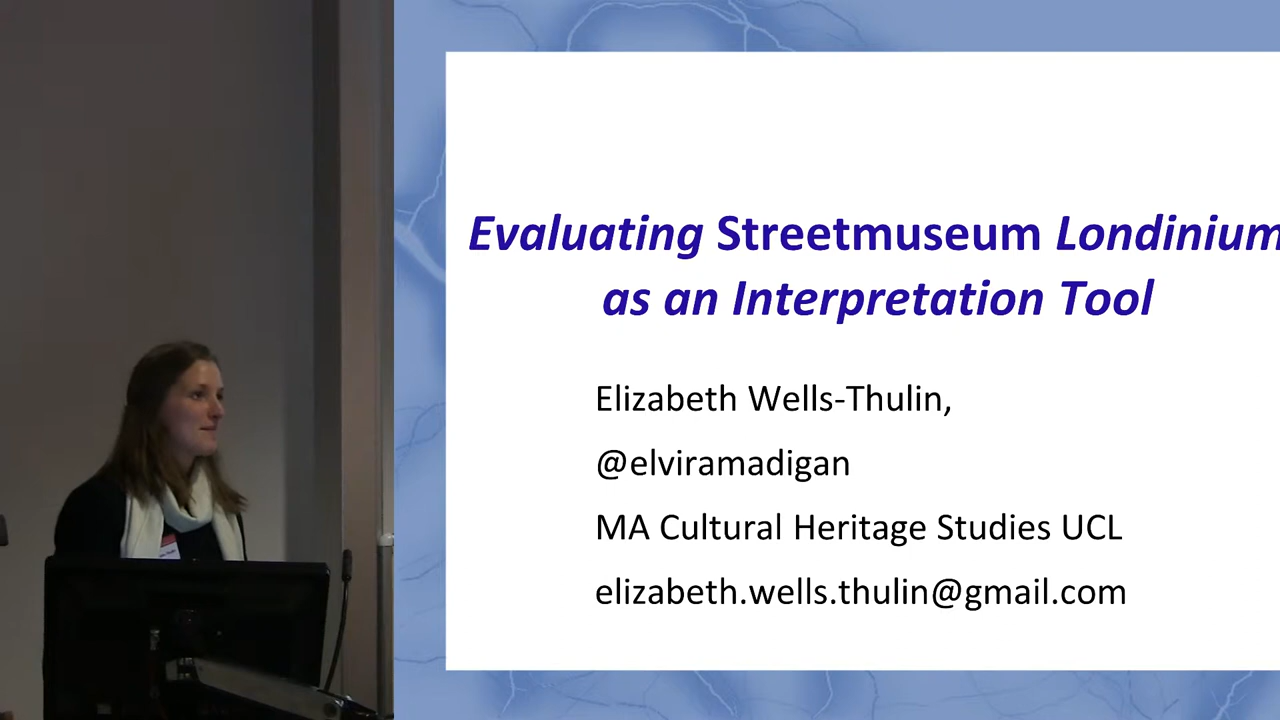 Evaluating Streetmuseum Londinium
as an Interpretation Tool
Elizabeth Wells-Thulin,
@elviramadigan
MA Cultural Heritage Studies UCL
elizabeth.wells.thulin@gmail.com